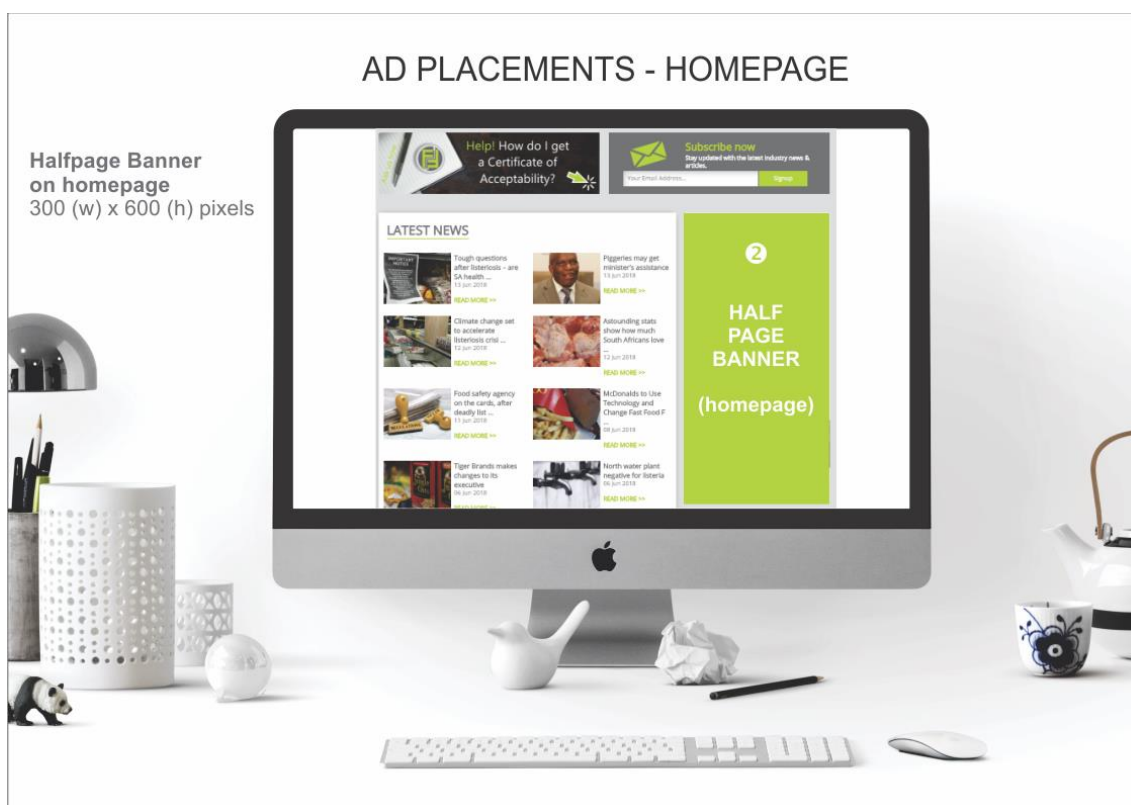 AD PLACEMENTS - HOMEPAGE
Halfpage Banner
on homepage
300 (w) x 600 (h) pixels
Help! How do I get
a Certificate of
Acceptability?
Subscribe now
Stay updated with the latest industry news &
articles.
Your Email Address...
Signup
LATEST NEWS
Tough questions
after listeriosis – are
SA health ...
13 Jun 2018
READ MORE >>
Piggeries may get
minister's assistance
13 Jun 2018
READ MORE >>
Climate change set
to accelerate
listeriosis crisi ...
12 Jun 2018
READ MORE >>
Astounding stats
show how much
South Africans love
...
12 Jun 2018
READ MORE >>
Food safety agency
on the cards, after
deadly list ...
11 Jun 2018
READ MORE >>
McDonalds to Use
Technology and
Change Fast Food F
...
08 Jun 2018
READ MORE >>
Tiger Brands makes
changes to its
executive
06 Jun 2018
READ MORE >>
North water plant
negative for listeria
06 Jun 2018
READ MORE >>
2
HALF
PAGE
BANNER
(homepage)